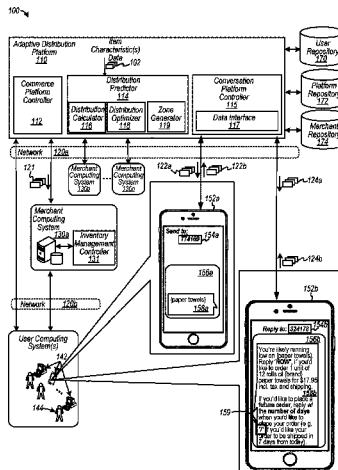 100
Adaptive Distribution
Platform
110
Item
Characteristic(s)
Data
102
Commerce
Platform
Controller
112
Distribution
Predictor
114
Distribution
Calculator
116
Distribution
Optimizer
118
Zone
Generator
119
Conversation
Platform
Controller
115
Data Interface
117
User
Repository
170
Platform
Repository
172
Merchant
Repository
174
Network 120a
121
Merchant
Computing
System
130b
Merchant
Computing
System
130n
122a
122b
124a
Merchant
Computing
System
130a
Inventory
Management
Controller
131
152a
Send to:
154a
156a
(paper towels)
158a
124b
Network 120b
152b
User Computing
System(s)
142
144
Reply to: 324178
154b
156b
You're likely running
low on (paper towels).
Reply "NOW", if you'd
like to order 1 unit of
12 rolls of (brand)
paper towels for $17.95
incl. tax and shipping.
158b
If you'd like to place a
future order, reply at
the number of days
when you'd like to
place your order (e.g.
"7" if you'd like your
order to be shipped in
7 days from today).
159